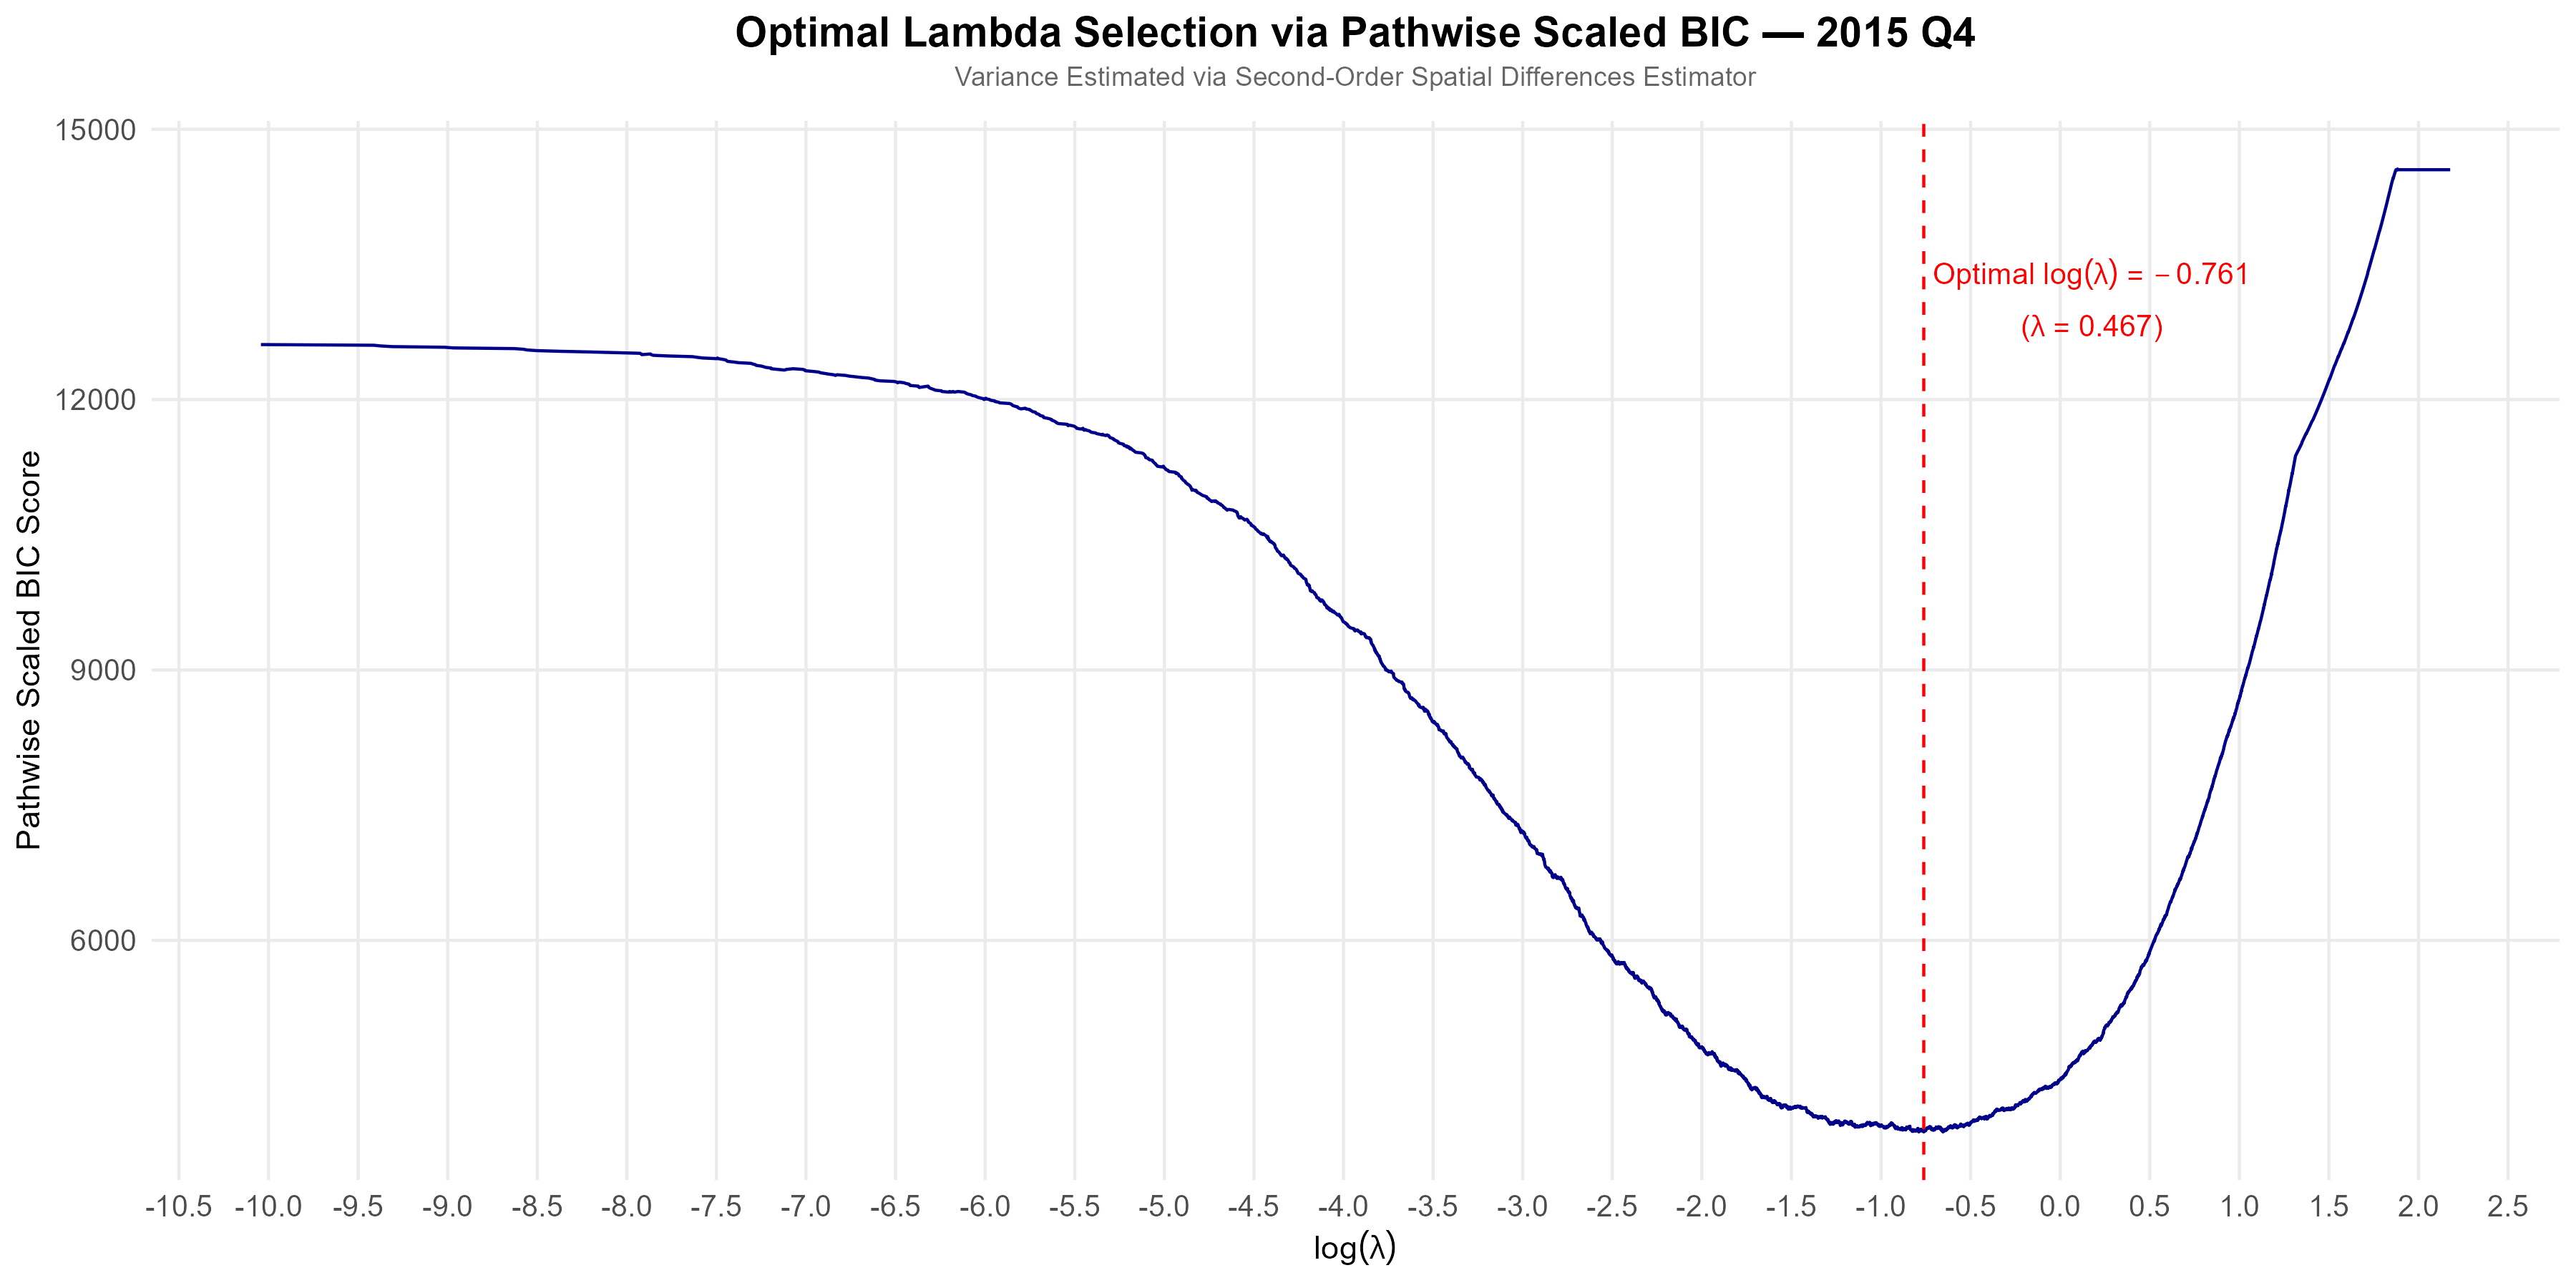 Optimal Lambda Selection via Pathwise Scaled BIC — 2015 Q4
Variance Estimated via Second-Order Spatial Differences Estimator
15000
12000
9000
6000
Pathwise Scaled BIC Score
Optimal log(λ) = −0.761
(λ = 0.467)
-10.5 -10.0 -9.5 -9.0 -8.5 -8.0 -7.5 -7.0 -6.5 -6.0 -5.5 -5.0 -4.5 -4.0 -3.5 -3.0 -2.5 -2.0 -1.5 -1.0 -0.5 0.0 0.5 1.0 1.5 2.0 2.5
log(λ)